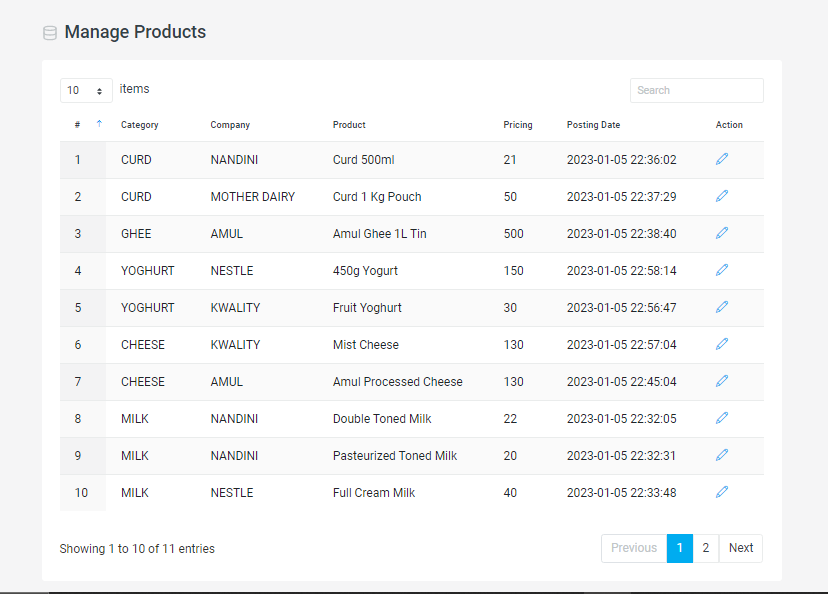 Manage Products
10 items Search
# Category Company Product Pricing Posting Date Action
1 CURD NANDINI Curd 500ml 21 2023-01-05 22:36:02
2 CURD MOTHER DAIRY Curd 1 Kg Pouch 50 2023-01-05 22:37:29
3 GHEE AMUL Amul Ghee 1L Tin 500 2023-01-05 22:38:40
4 YOGHURT NESTLE 450g Yogurt 150 2023-01-05 22:58:14
5 YOGHURT KWALITY Fruit Yoghurt 30 2023-01-05 22:56:47
6 CHEESE KWALITY Mist Cheese 130 2023-01-05 22:57:04
7 CHEESE AMUL Amul Processed Cheese 130 2023-01-05 22:45:04
8 MILK NANDINI Double Toned Milk 22 2023-01-05 22:32:05
9 MILK NANDINI Pasteurized Toned Milk 20 2023-01-05 22:32:31
10 MILK NESTLE Full Cream Milk 40 2023-01-05 22:33:48
Showing 1 to 10 of 11 entries Previous 1 2 Next